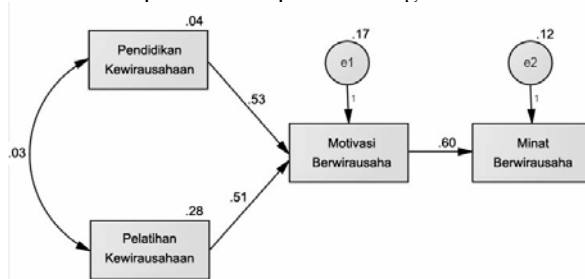 .04
Pendidikan
Kewirausahaan
.17
e1
1
.12
e2
1
.53
.03
Motivasi
Berwirausaha
.60
Minat
Berwirausaha
.51
.28
Pelatihan
Kewirausahaan